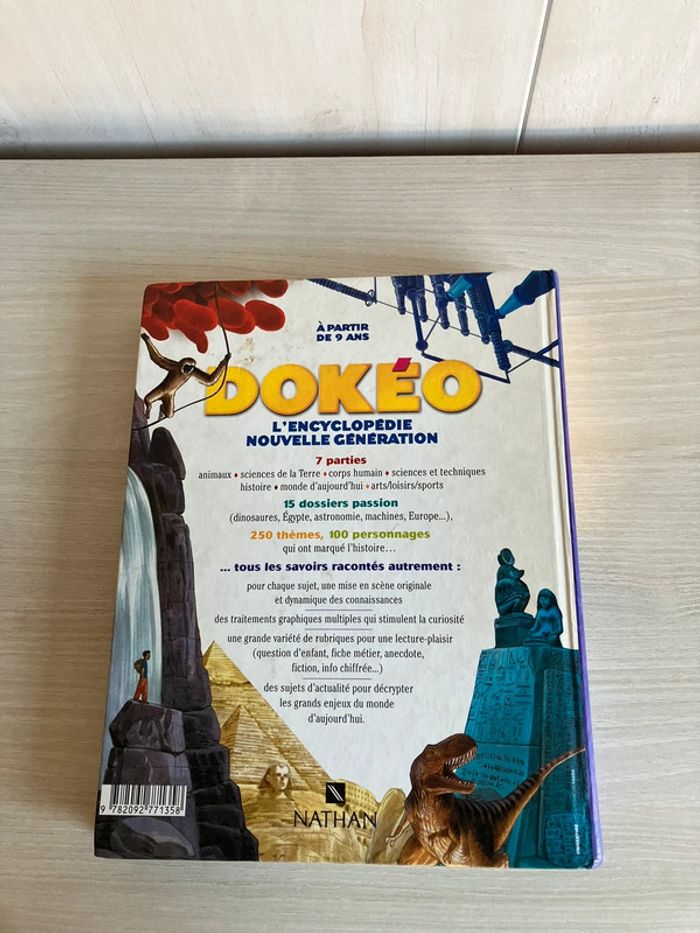 À PARTIR
DE 9 ANS
DOKÉO
L'ENCYCLOPÉDIE
NOUVELLE GÉNÉRATION
7 parties
animaux ♦ sciences de la Terre ♦ corps humain ♦ sciences et techniques
histoire ♦ monde d'aujourd'hui ♦ arts/loisirs/sports
15 dossiers passion
(dinosaures, Égypte, astronomie, machines, Europe...),
250 thèmes, 100 personnages
qui ont marqué l'histoire...
... tous les savoirs racontés autrement :
pour chaque sujet, une mise en scène originale
et dynamique des connaissances
des traitements graphiques multiples qui stimulent la curiosité
une grande variété de rubriques pour une lecture-plaisir
(question d'enfant, fiche métier, anecdote,
fiction, info chiffrée...)
des sujets d'actualité pour décrypter
les grands enjeux du monde
d'aujourd'hui.
NATHAN
9 782092 771358